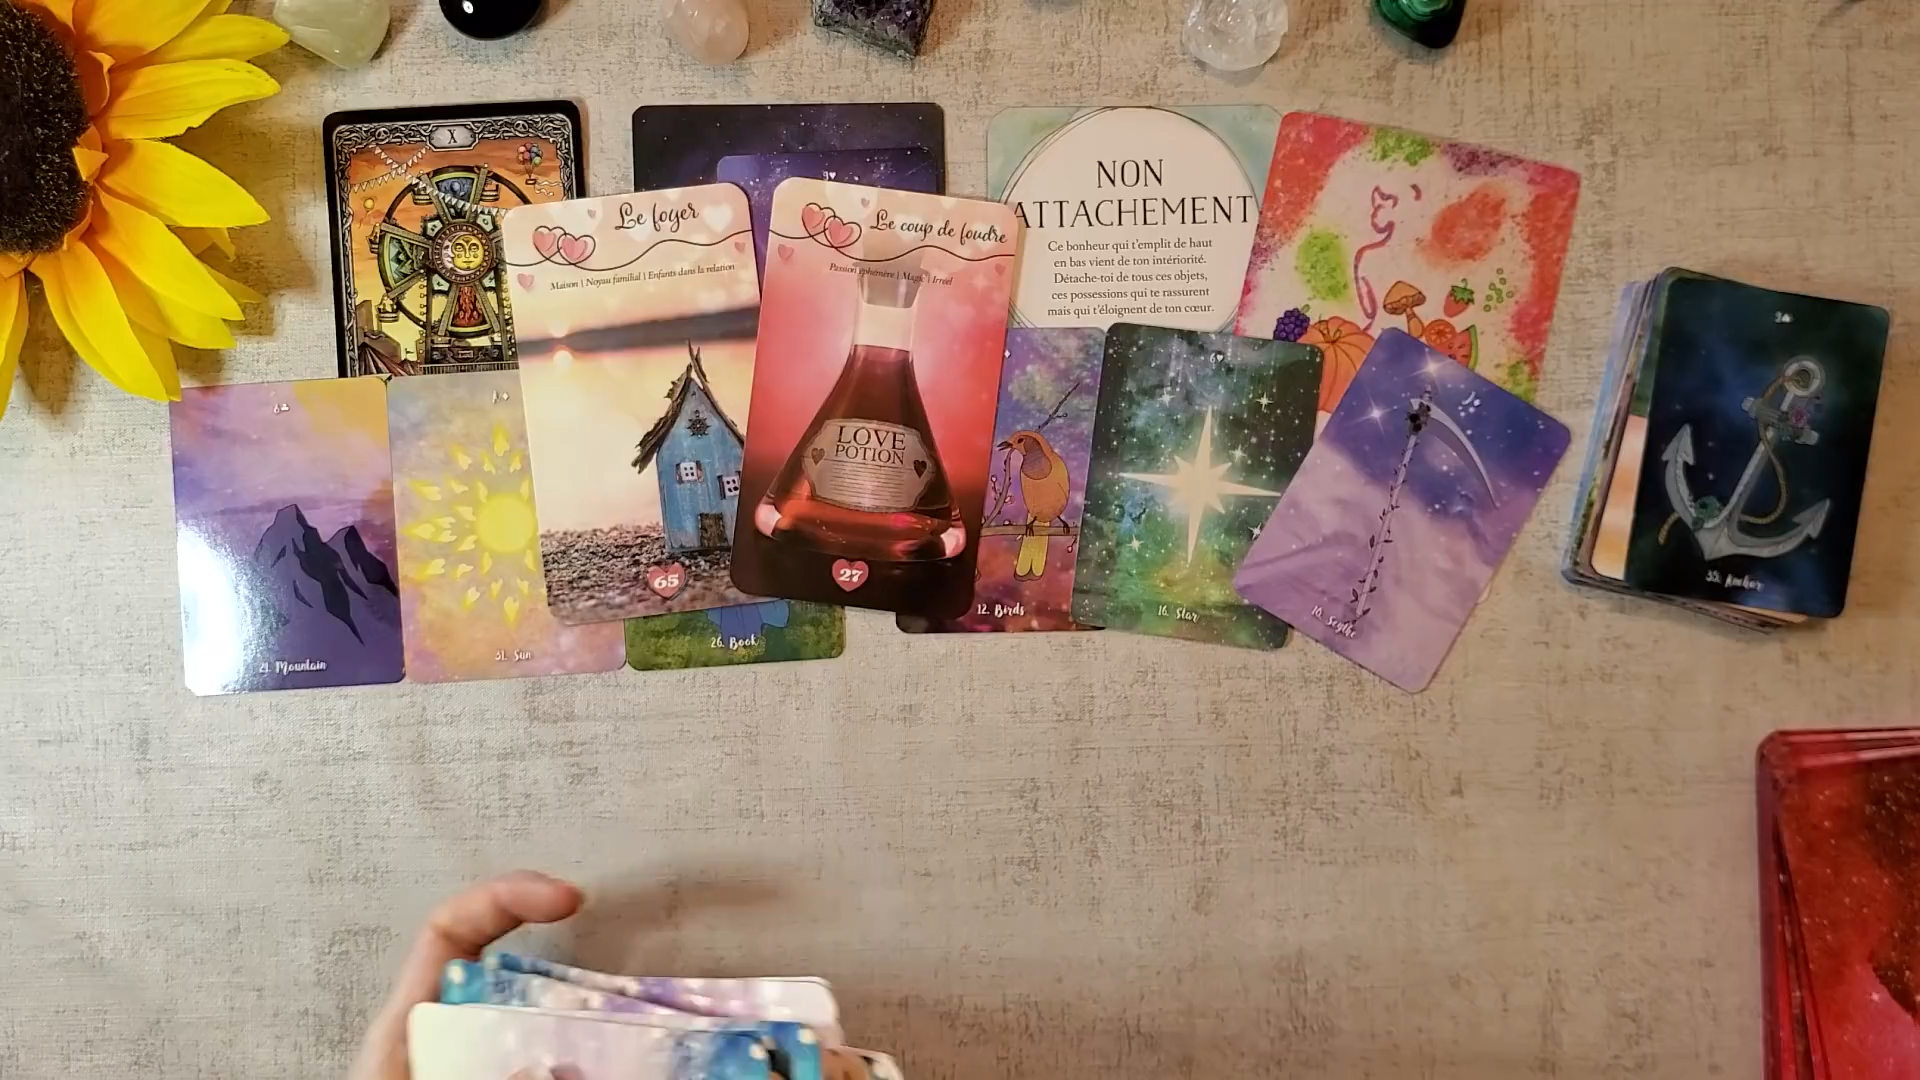 X
9♥
NON
ATTACHEMENT
Ce bonheur qui t'emplit de haut
en bas vient de ton intériorité.
Détache-toi de tous ces objets,
ces possessions qui te rassurent
mais qui t'éloignent de ton cœur.
Le foyer
Maison | Noyau familial | Enfants dans la relation
65
Le coup de foudre
Passion éphémère | Magie | Irréel
LOVE
POTION
27
21. Mountain
A♦
31. Sun
26. Book
12. Birds
6♥
16. Star
10. Scythe
9♠
35. Anchor